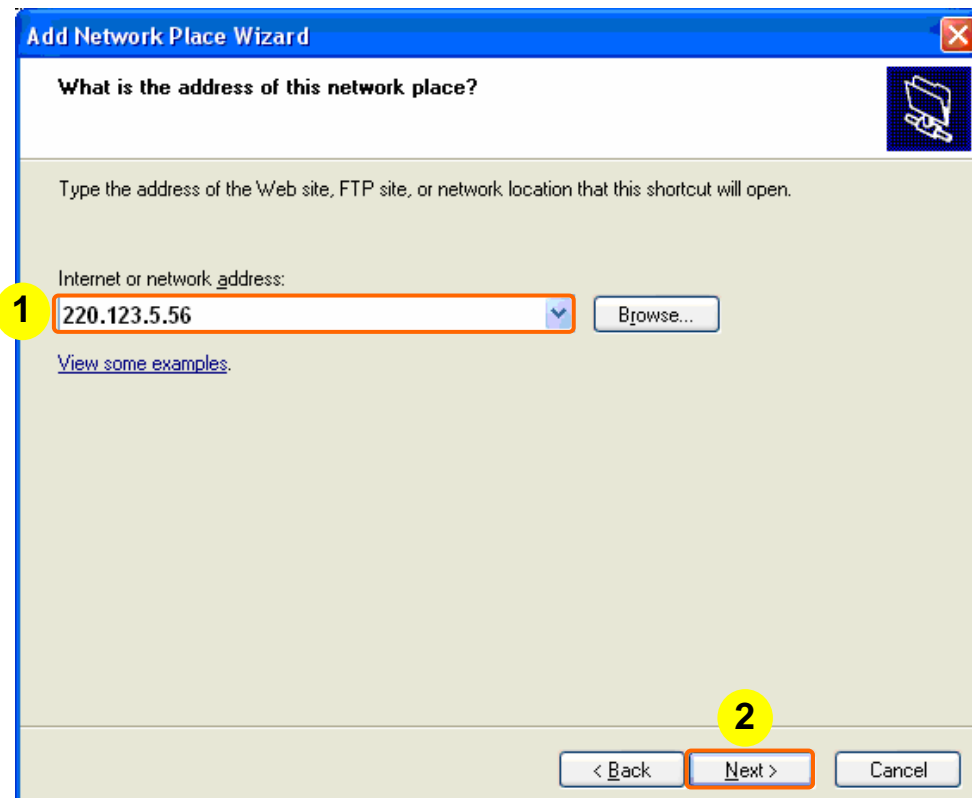 Add Network Place Wizard
What is the address of this network place?
Type the address of the Web site, FTP site, or network location that this shortcut will open.
Internet or network address:
1
220.123.5.56
Browse...
View some examples.
2
< Back
Next >
Cancel